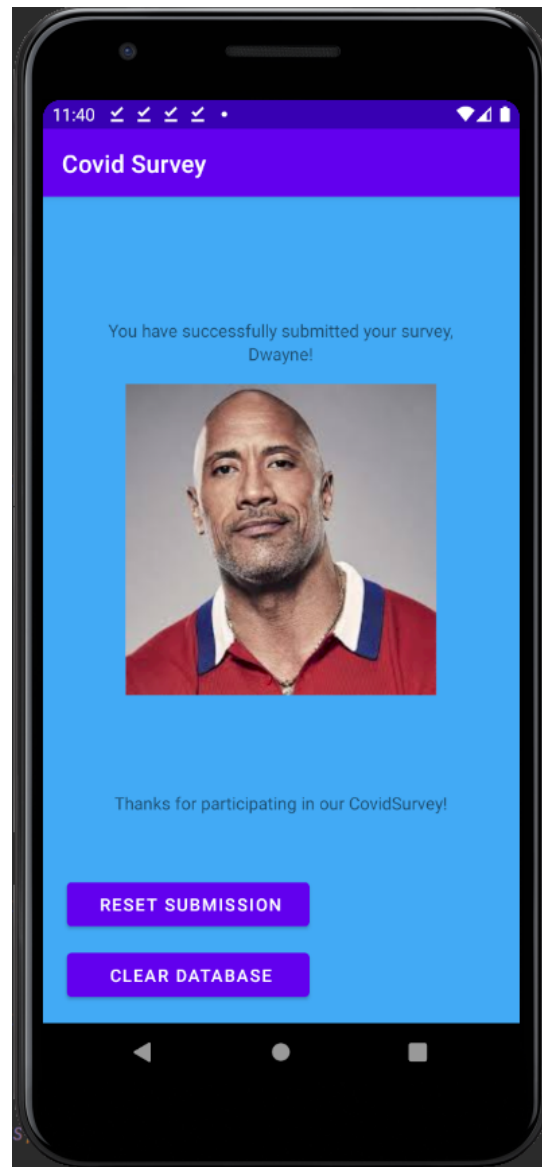 11:40
Covid Survey
You have successfully submitted your survey,
Dwayne!
Thanks for participating in our CovidSurvey!
RESET SUBMISSION
CLEAR DATABASE
s,